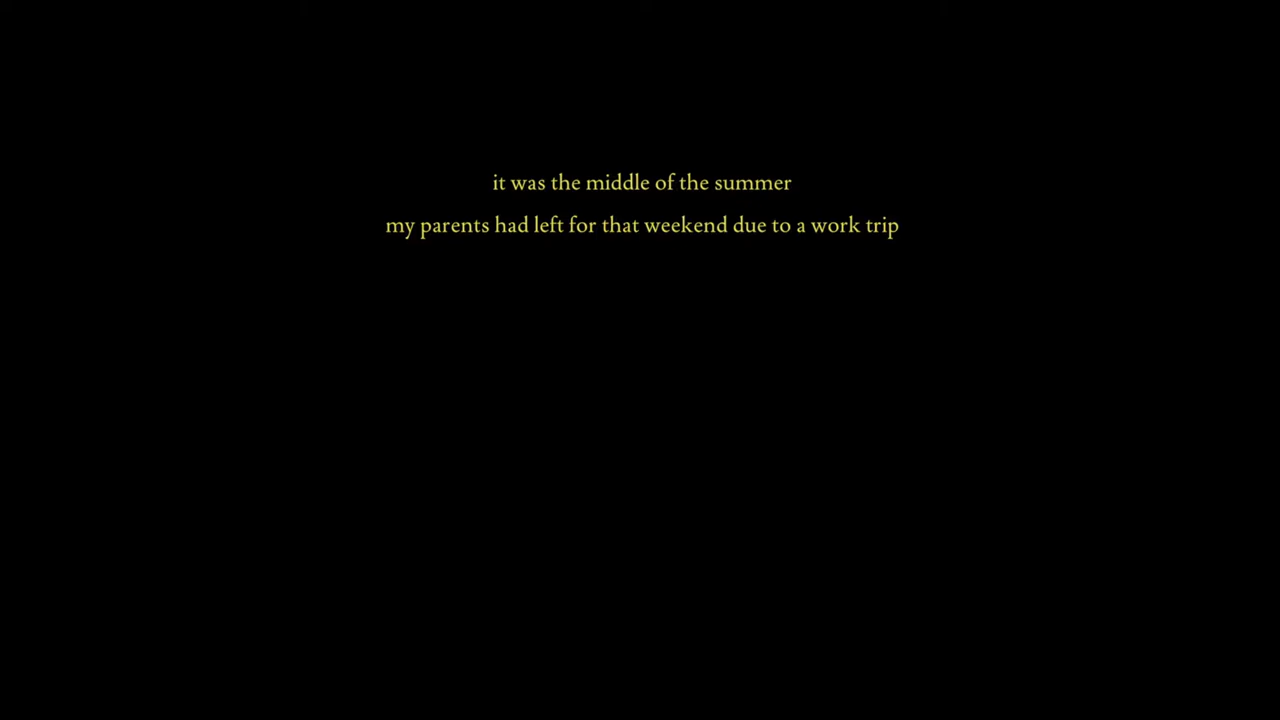 it was the middle of the summer
my parents had left for that weekend due to a work trip